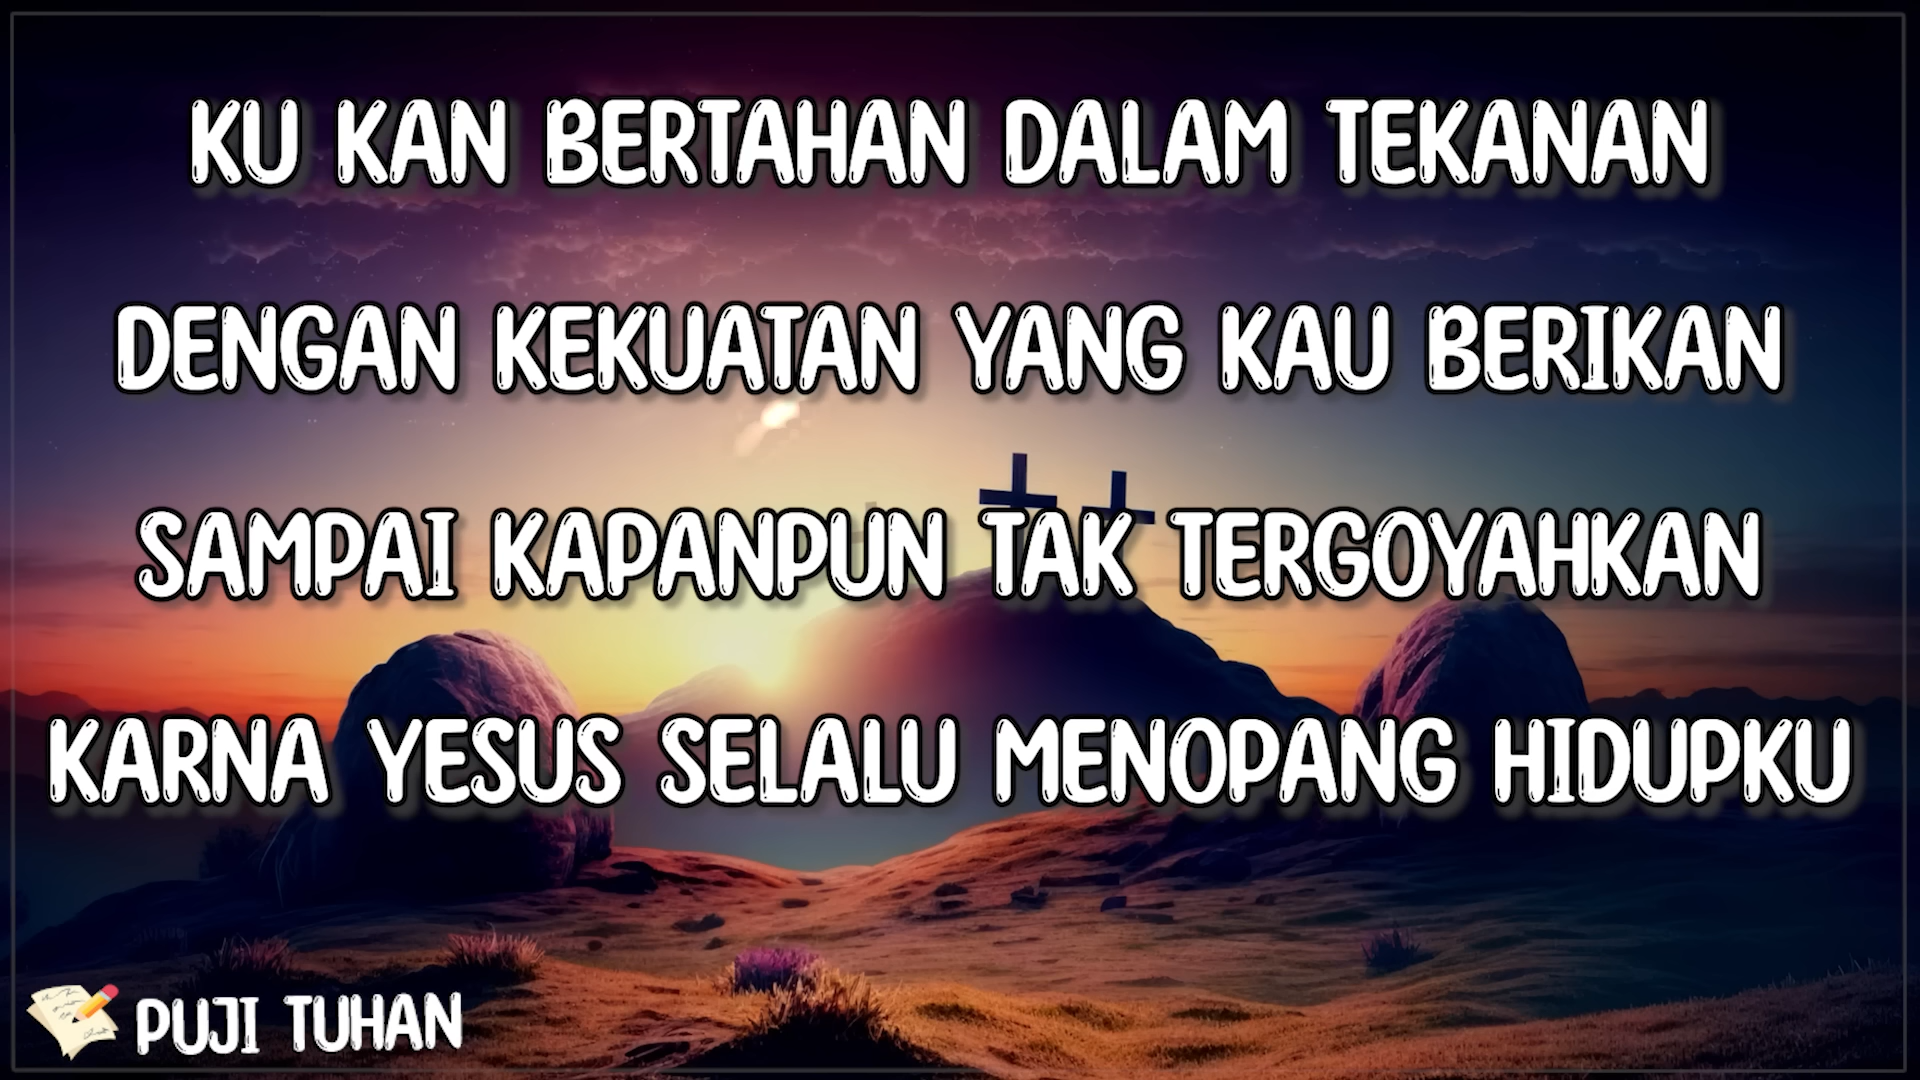 KU KAN BERTAHAN DALAM TEKANAN
DENGAN KEKUATAN YANG KAU BERIKAN
SAMPAI KAPANPUN TAK TERGOYAHKAN
KARNA YESUS SELALU MENOPANG HIDUPKU
PUJI TUHAN